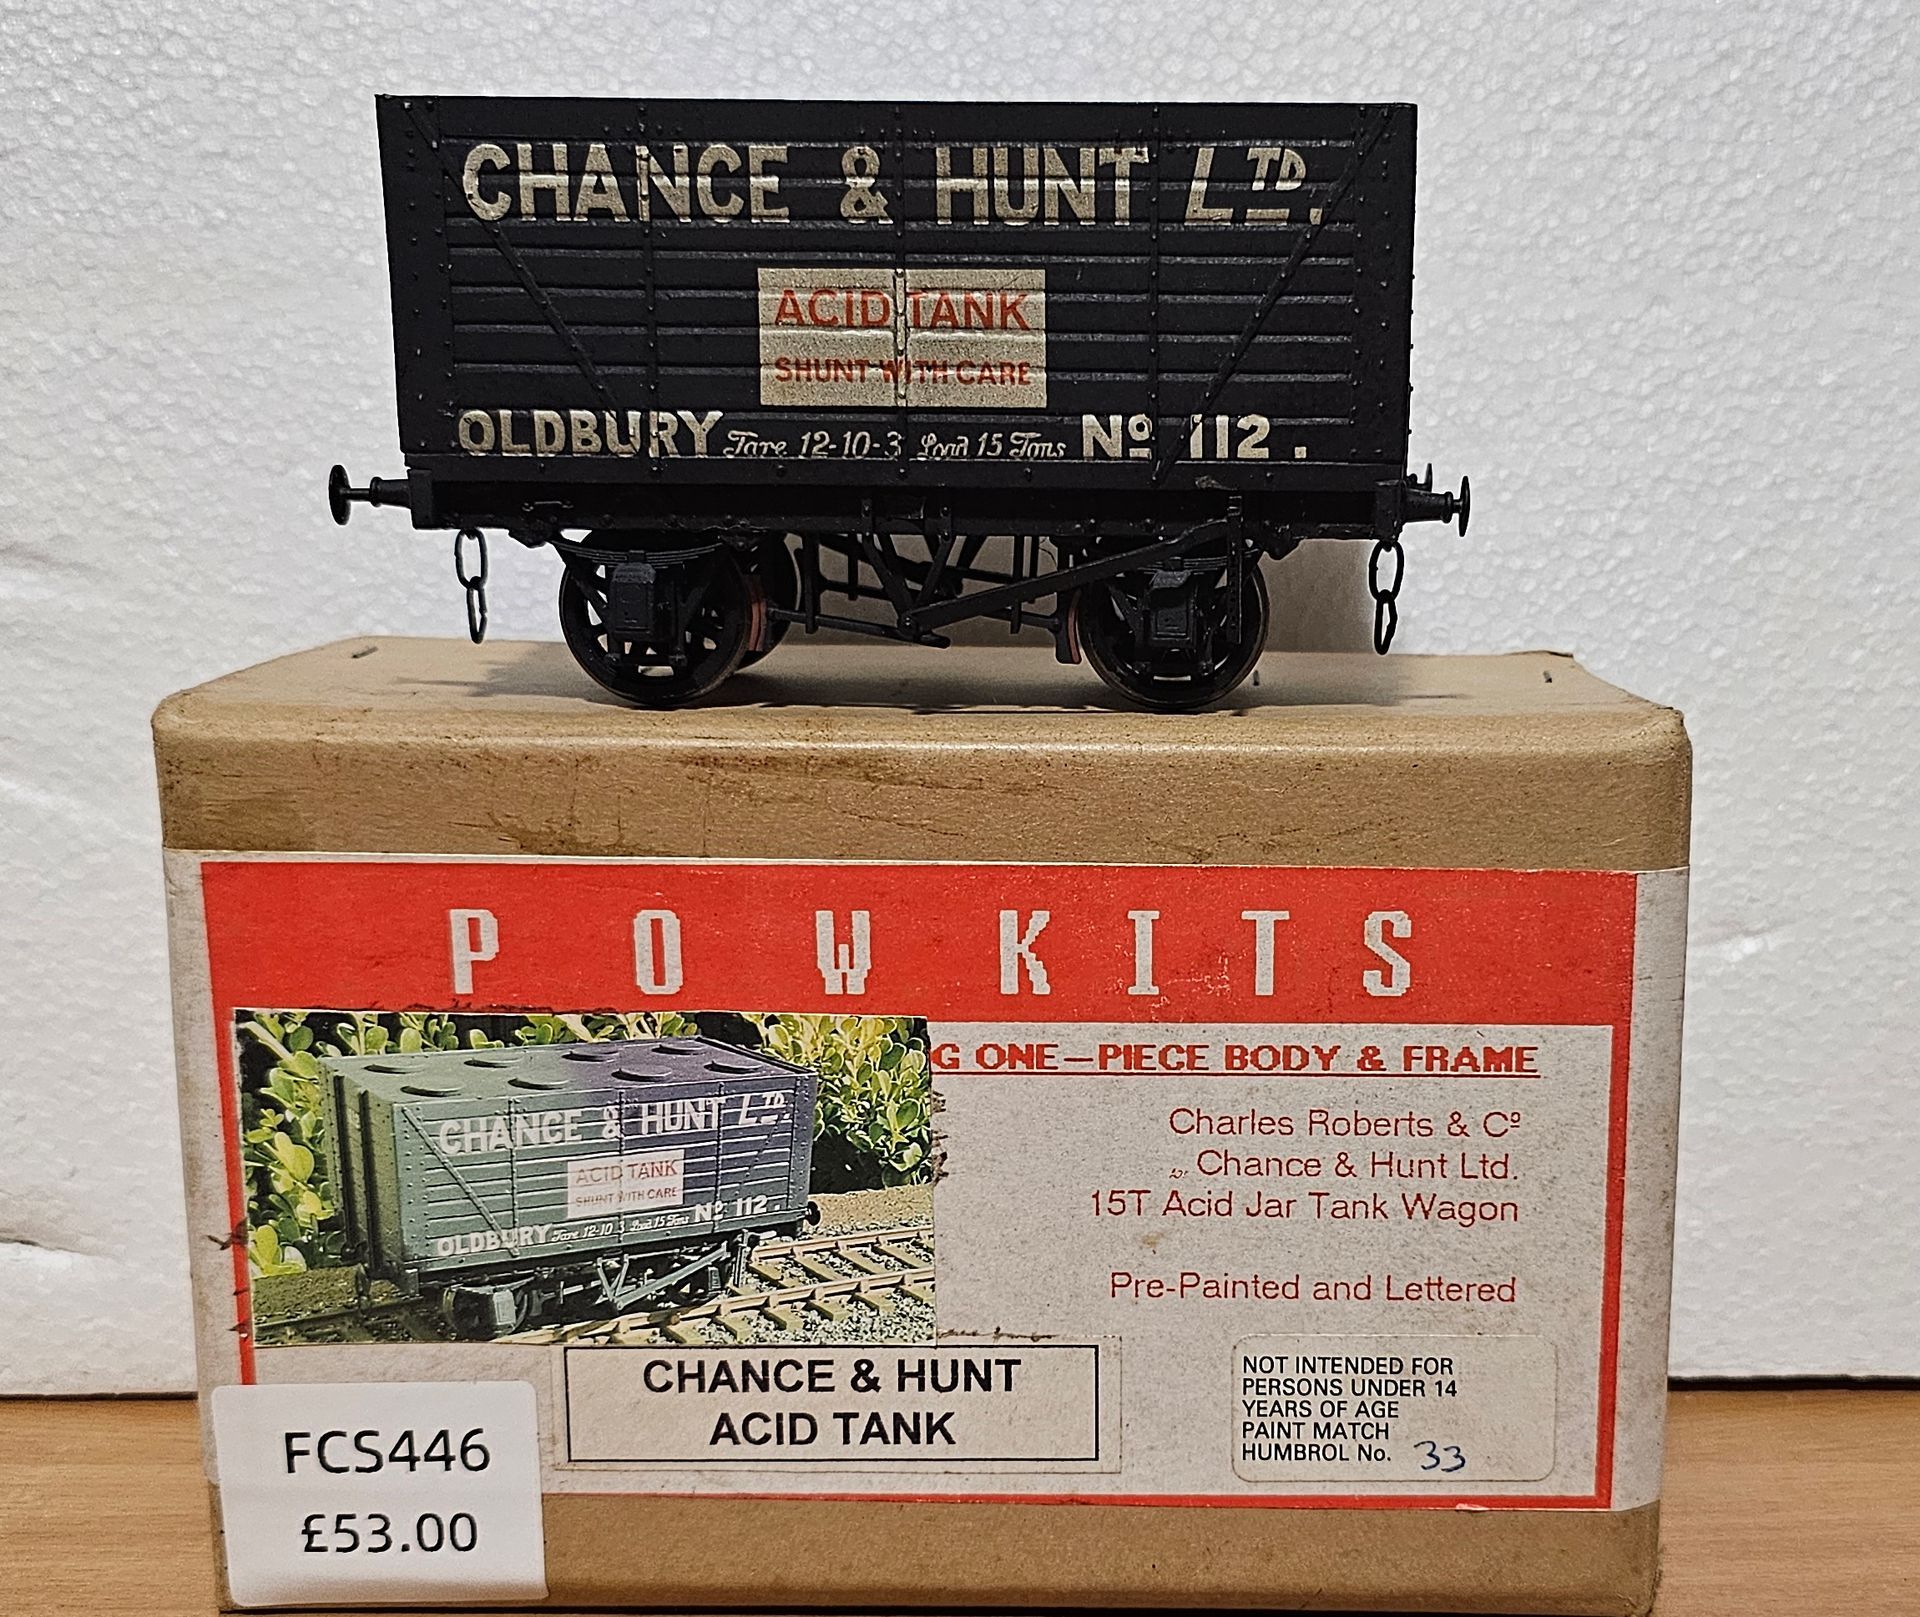 CHANCE & HUNT LTD.
ACID TANK
SHUNT WITH CARE
OLDBURY Tare 12-10-3 Load 15 Tons Nº 112.
POWKITS
G ONE-PIECE BODY & FRAME
Charles Roberts & Cº
Chance & Hunt Ltd.
15T Acid Jar Tank Wagon
Pre-Painted and Lettered
CHANCE & HUNT LTD.
ACID TANK
SHUNT WITH CARE
OLDBURY Tare 12-10-3 Load 15 Tons Nº 112.
CHANCE & HUNT
ACID TANK
NOT INTENDED FOR
PERSONS UNDER 14
YEARS OF AGE
PAINT MATCH
HUMBROL No. 33
FCS446
£53.00